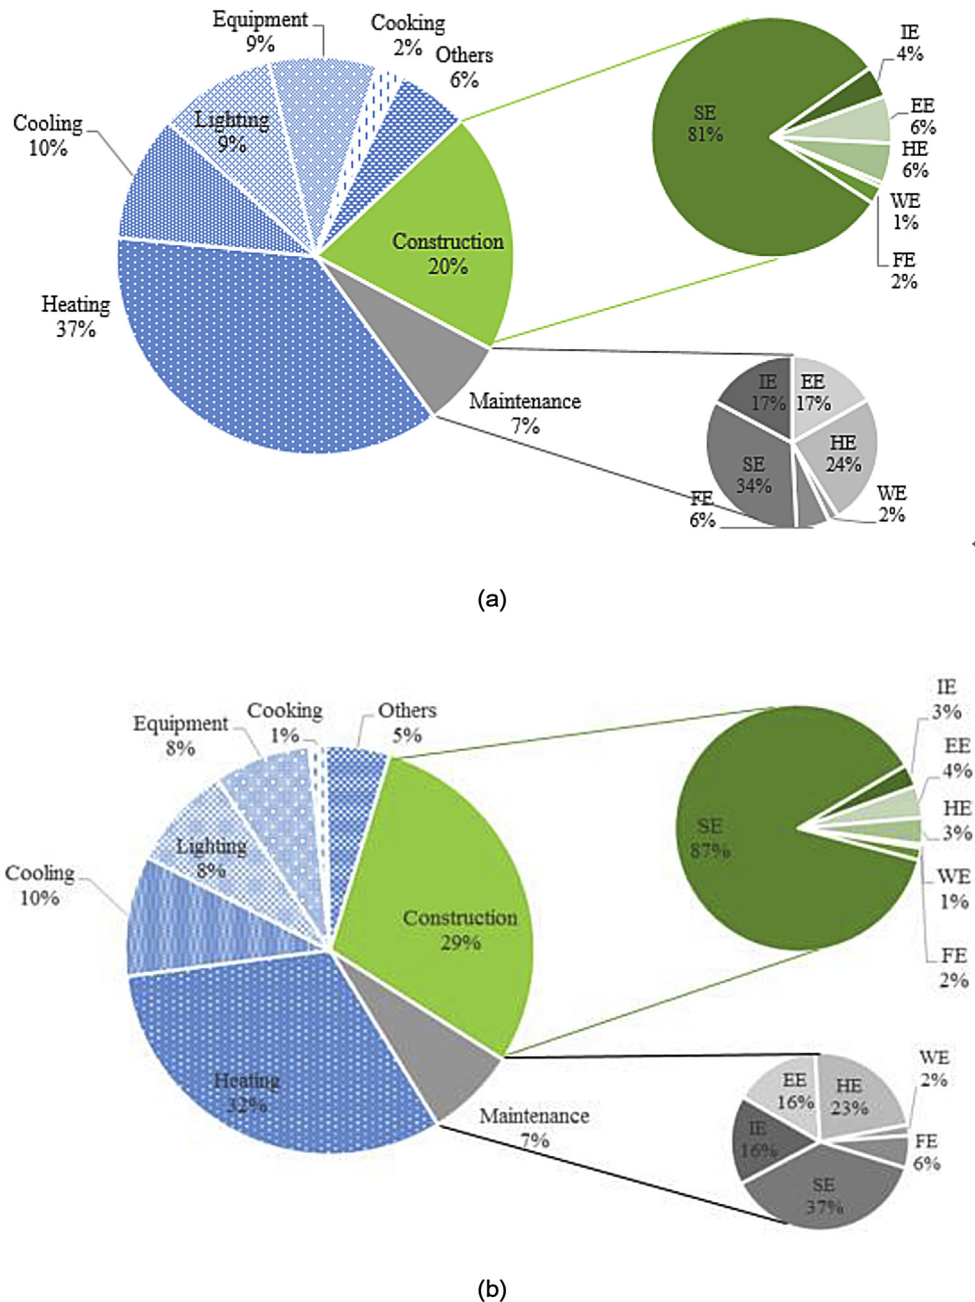 Equipment
9%
Cooking
2%
Others
6%
Cooling
10%
Lighting
9%
Construction
20%
Heating
37%
Maintenance
7%
SE
81%
IE
4%
EE
6%
HE
6%
WE
1%
FE
2%
IE
17%
EE
17%
HE
24%
SE
34%
FE
6%
WE
2%
(a)
Equipment
8%
Cooking
1%
Others
5%
Cooling
10%
Lighting
8%
Construction
29%
Heating
32%
Maintenance
7%
SE
87%
IE
3%
EE
4%
HE
3%
WE
1%
FE
2%
EE
16%
HE
23%
WE
2%
IE
16%
FE
6%
SE
37%
(b)